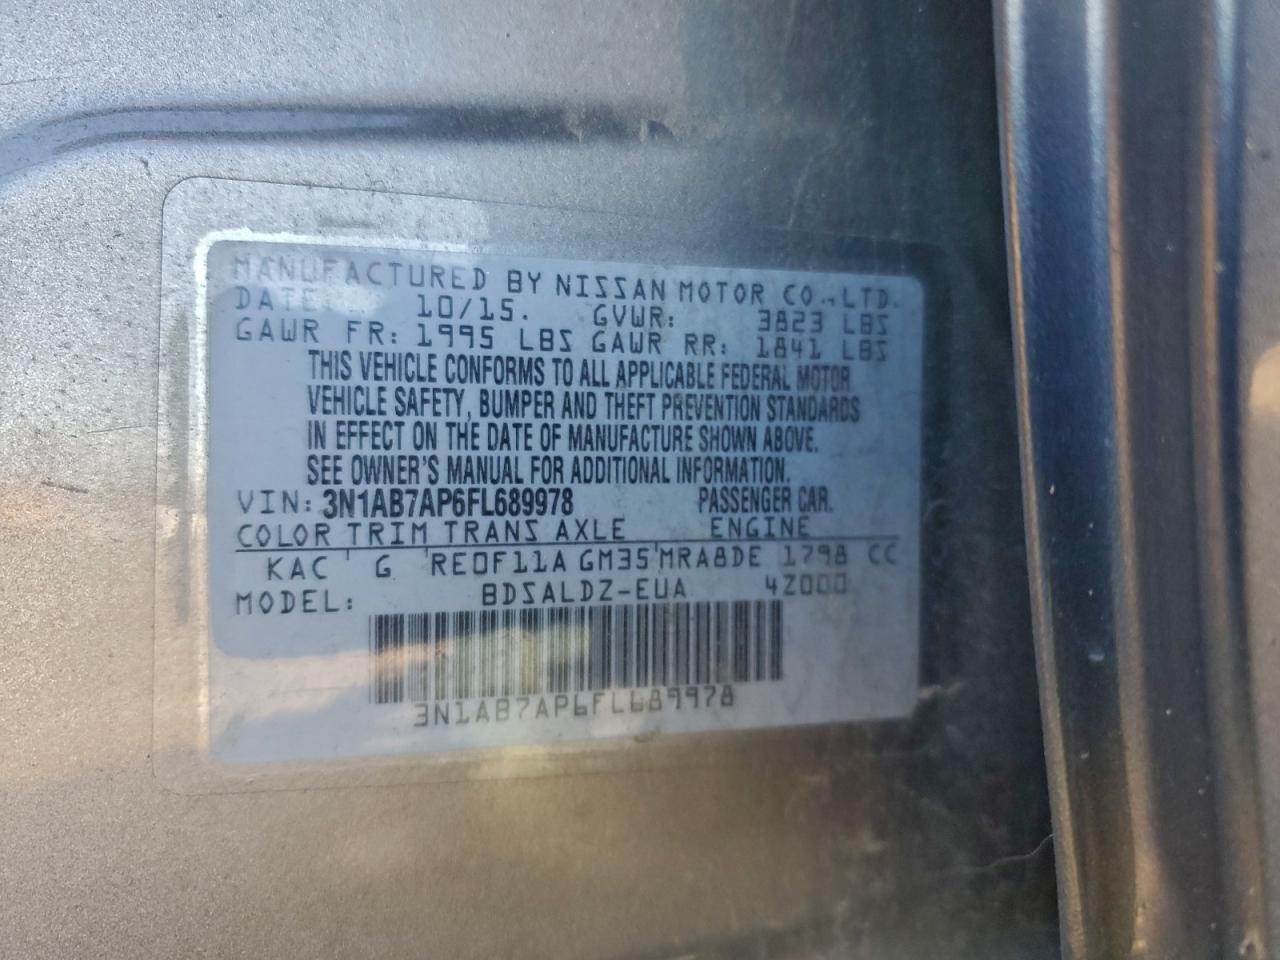 MANUFACTURED BY NISSAN MOTOR CO.,LTD.
DATE: 10/15. GVWR: 3823 LBS
GAWR FR: 1995 LBS GAWR RR: 1841 LBS
THIS VEHICLE CONFORMS TO ALL APPLICABLE FEDERAL MOTOR
VEHICLE SAFETY, BUMPER AND THEFT PREVENTION STANDARDS
IN EFFECT ON THE DATE OF MANUFACTURE SHOWN ABOVE.
SEE OWNER'S MANUAL FOR ADDITIONAL INFORMATION.
VIN: 3N1AB7AP6FL689978 PASSENGER CAR.
COLOR TRIM TRANS AXLE ENGINE
KAC G RE0F11A GM35 MRA8DE 1798 CC
MODEL: BDSALDZ-EUA 4Z000
3N1AB7AP6FL689978